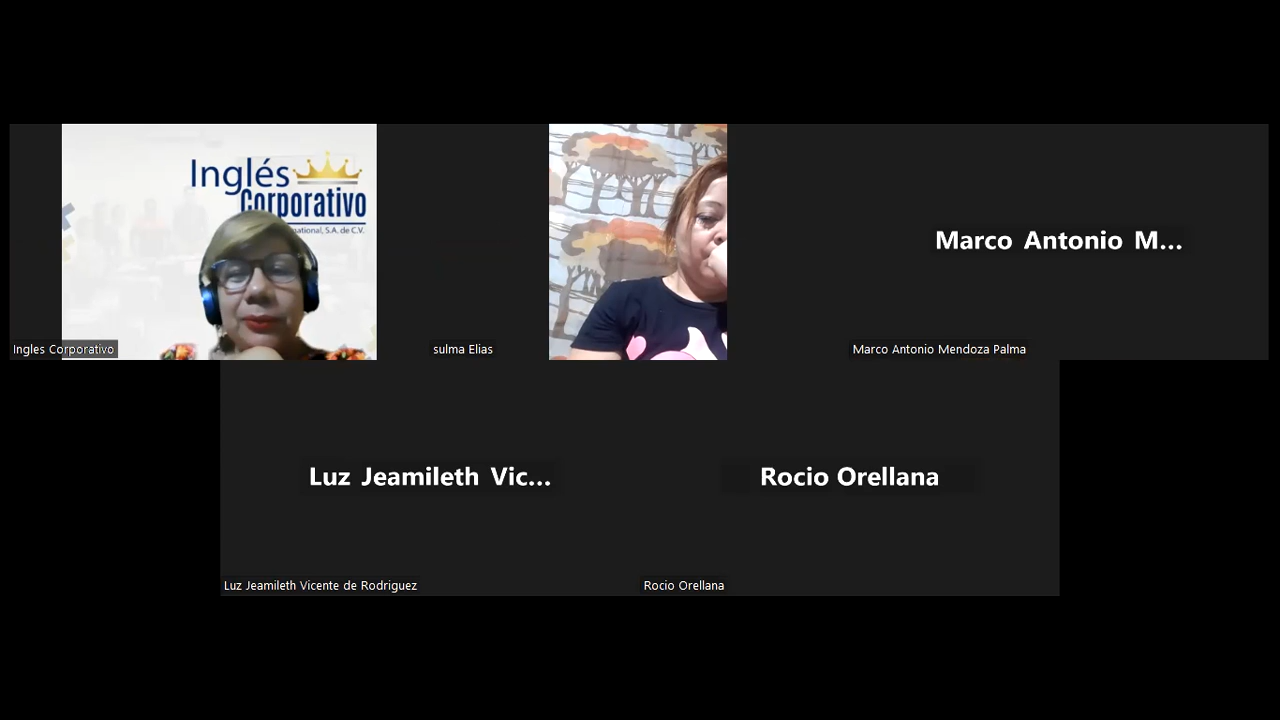 Inglés
Corporativo
national, S.A. de C.V.
Ingles Corporativo
sulma Elias
Marco Antonio M...
Marco Antonio Mendoza Palma
Luz Jeamileth Vic...
Rocio Orellana
Luz Jeamileth Vicente de Rodriguez
Rocio Orellana